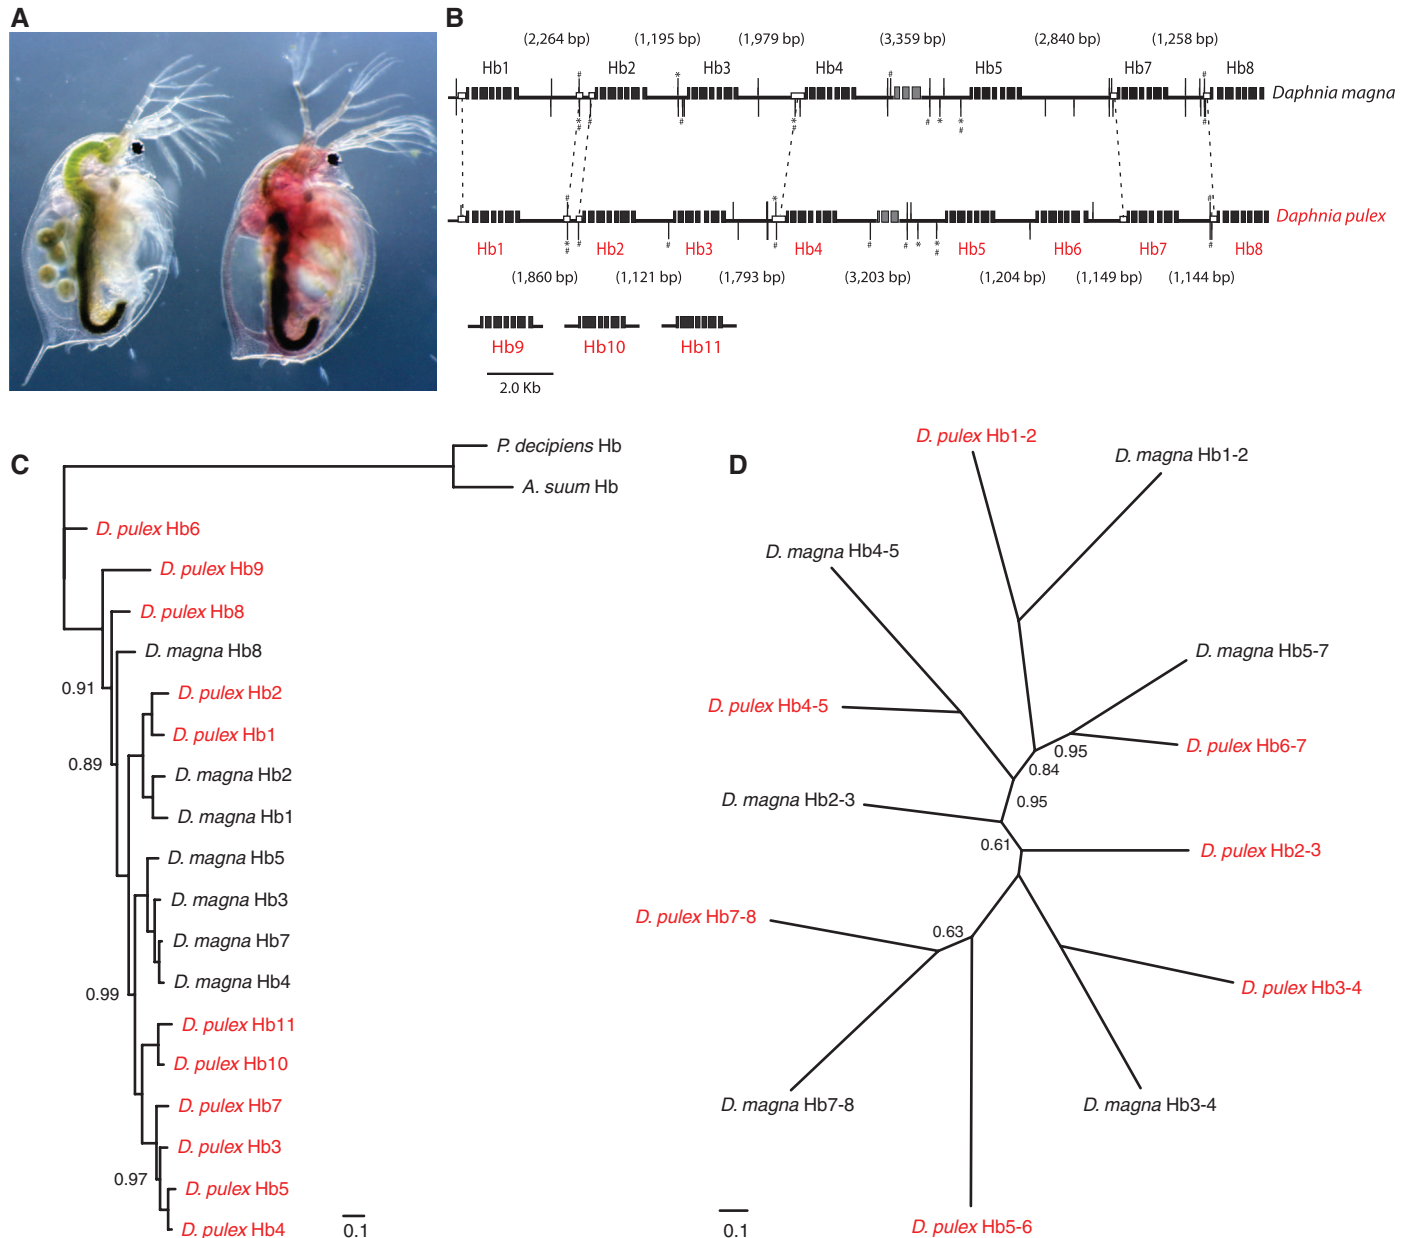 A
B
(2,264 bp) (1,195 bp) (1,979 bp) (3,359 bp) (2,840 bp) (1,258 bp)
Hb1 Hb2 Hb3 Hb4 Hb5 Hb7 Hb8
# * # #
Daphnia magna
* # # # * # # * * # #
# * #
Daphnia pulex
* # # # # # # * * # #
Hb1 Hb2 Hb3 Hb4 Hb5 Hb6 Hb7 Hb8
(1,860 bp) (1,121 bp) (1,793 bp) (3,203 bp) (1,204 bp) (1,149 bp) (1,144 bp)
Hb9 Hb10 Hb11
2.0 Kb
C
P. decipiens Hb
A. suum Hb
D. pulex Hb6
D. pulex Hb9
D. pulex Hb8
D. magna Hb8
0.91
D. pulex Hb2
D. pulex Hb1
0.89
D. magna Hb2
D. magna Hb1
D. magna Hb5
D. magna Hb3
D. magna Hb7
D. magna Hb4
0.99
D. pulex Hb11
D. pulex Hb10
D. pulex Hb7
D. pulex Hb3
0.97
D. pulex Hb5
D. pulex Hb4
0.1
D
D. pulex Hb1-2
D. magna Hb1-2
D. magna Hb4-5
D. magna Hb5-7
D. pulex Hb4-5
D. pulex Hb6-7
0.95
0.84
D. magna Hb2-3
0.95
0.61
D. pulex Hb2-3
D. pulex Hb7-8
0.63
D. pulex Hb3-4
D. magna Hb7-8
D. magna Hb3-4
D. pulex Hb5-6
0.1